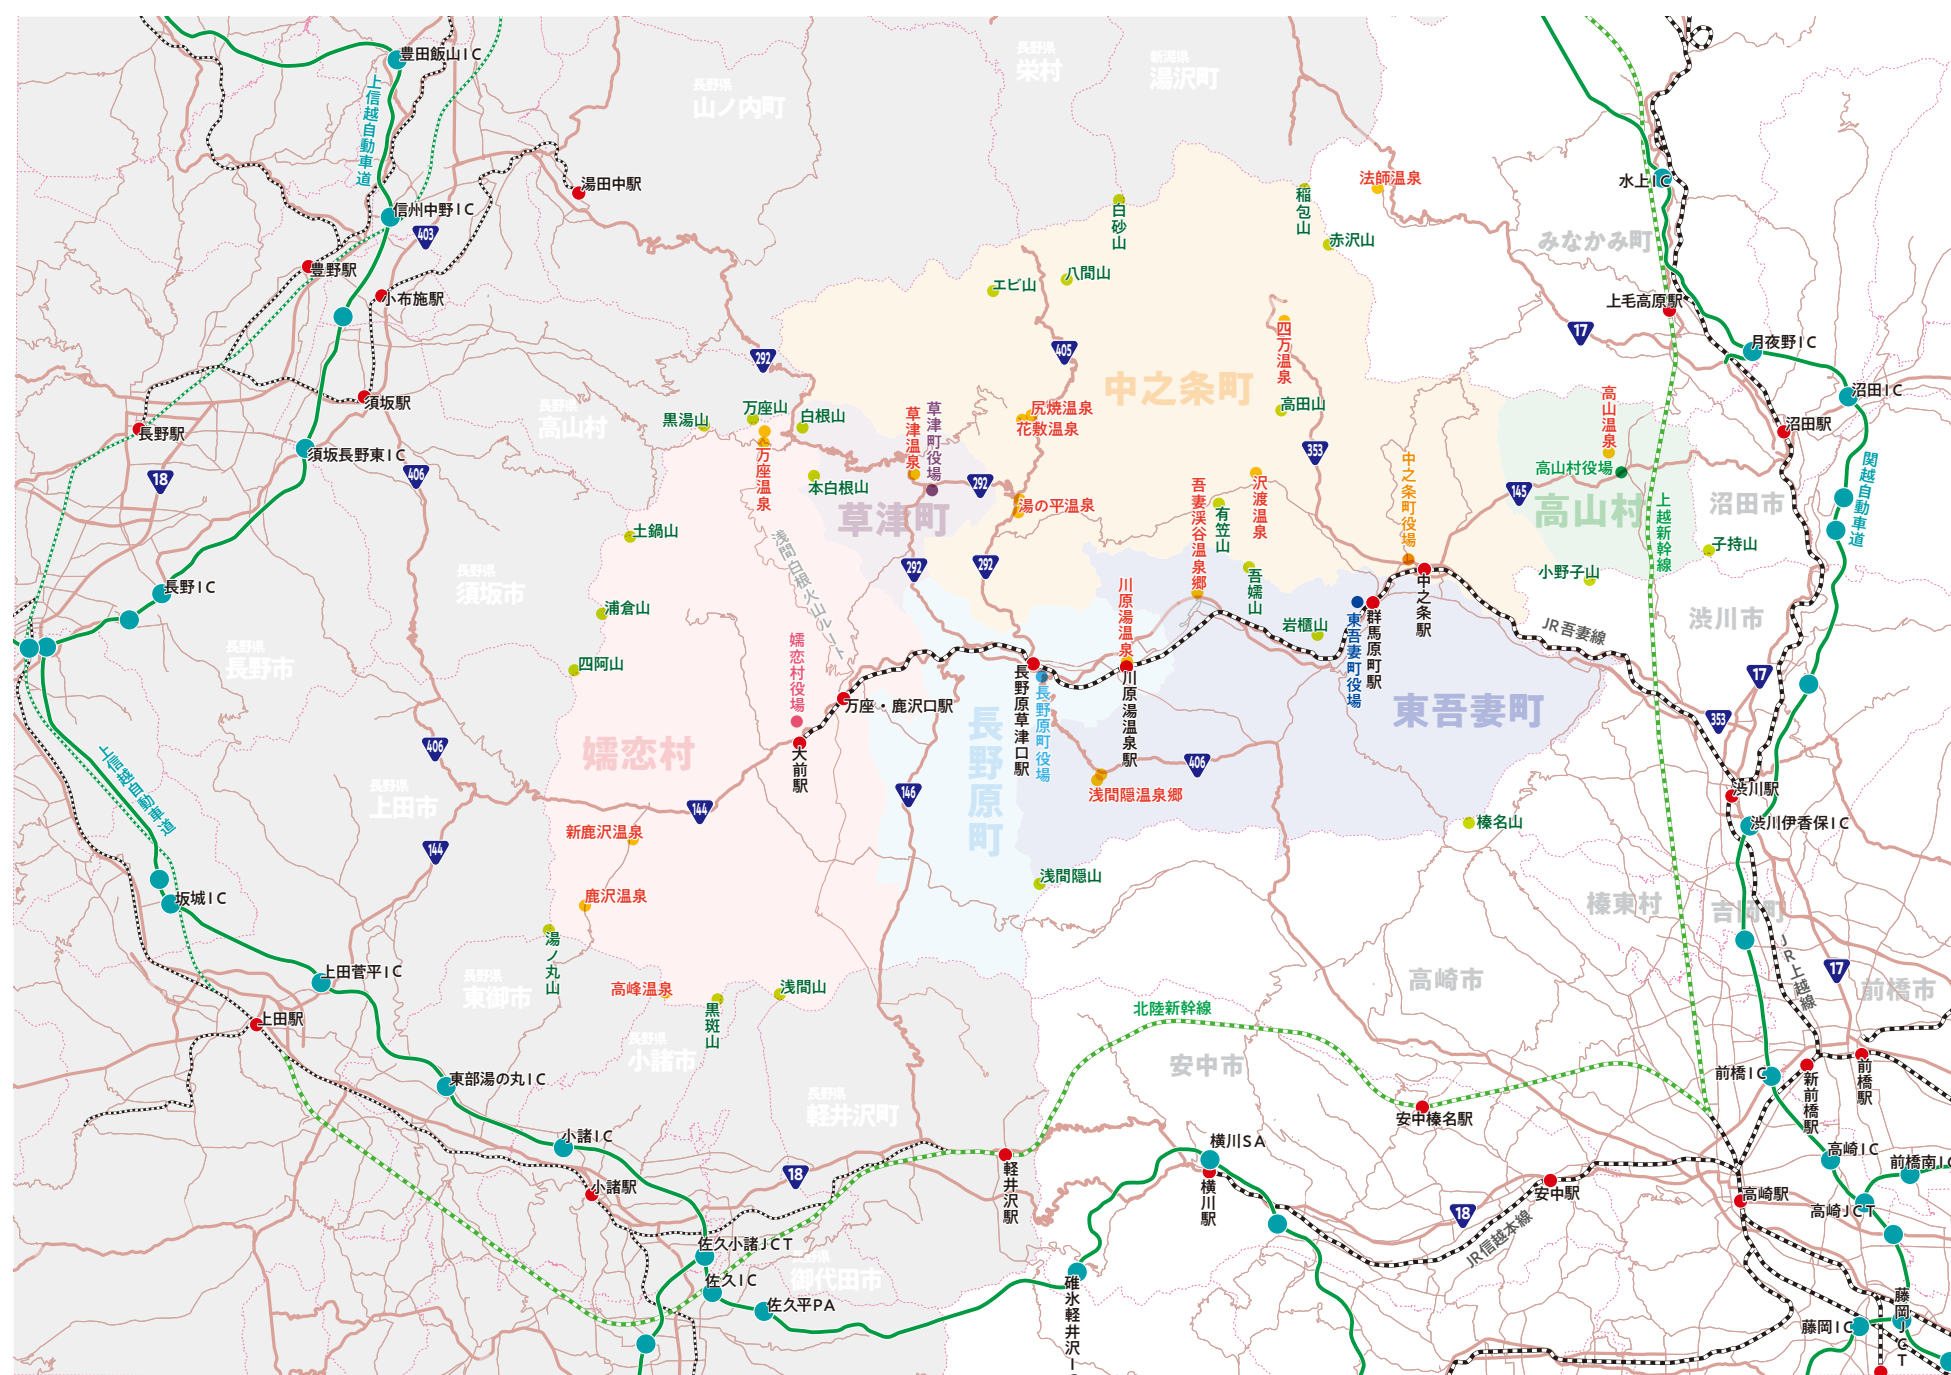 豊田飯山IC
上信越自動車道
長野県
山ノ内町
長野県
栄村
新潟県
湯沢町
湯田中駅
信州中野IC
403
豊野駅
小布施駅
白砂山
稲包山
法師温泉
赤沢山
水上IC
みなかみ町
エビ山
八間山
上毛高原駅
17
月夜野IC
292
405
四万温泉
中之条町
沼田IC
須坂駅
長野県
高山村
長野駅
黒湯山
万座山
白根山
草津温泉
草津町役場
尻焼温泉
花敷温泉
高田山
高山温泉
沼田駅
須坂長野東IC
18
406
万座温泉
本白根山
292
湯の平温泉
吾妻渓谷温泉郷
有笠山
沢渡温泉
353
中之条町役場
145
高山村役場
高山村
上越新幹線
沼田市
関越自動車道
草津町
土鍋山
浅間白根火山ルート
292
292
吾嬬山
子持山
小野子山
長野県
須坂市
長野IC
浦倉山
川原湯温泉
岩櫃山
東吾妻町役場
群馬原町駅
中之条駅
JR吾妻線
渋川市
長野県
長野市
四阿山
嬬恋村役場
万座・鹿沢口駅
長野原草津口駅
長野原町役場
川原湯温泉駅
17
353
東吾妻町
上信越自動車道
406
嬬恋村
大前駅
長野原町
406
浅間隠温泉郷
長野県
上田市
144
146
渋川駅
144
新鹿沢温泉
榛名山
渋川伊香保IC
坂城IC
鹿沢温泉
浅間隠山
榛東村
吉岡町
湯ノ丸山
JR上越線
上田菅平IC
長野県
東御市
高峰温泉
黒斑山
浅間山
高崎市
17
前橋市
上田駅
北陸新幹線
長野県
小諸市
安中市
東部湯の丸IC
長野県
軽井沢町
安中榛名駅
前橋IC
新前橋駅
前橋駅
小諸IC
横川SA
軽井沢駅
横川駅
18
小諸駅
安中駅
18
JR信越本線
高崎IC
前橋南IC
高崎駅
高崎JCT
佐久小諸JCT
長野県
御代田市
佐久IC
佐久平PA
碓氷軽井沢I
藤岡IC
藤岡JCT